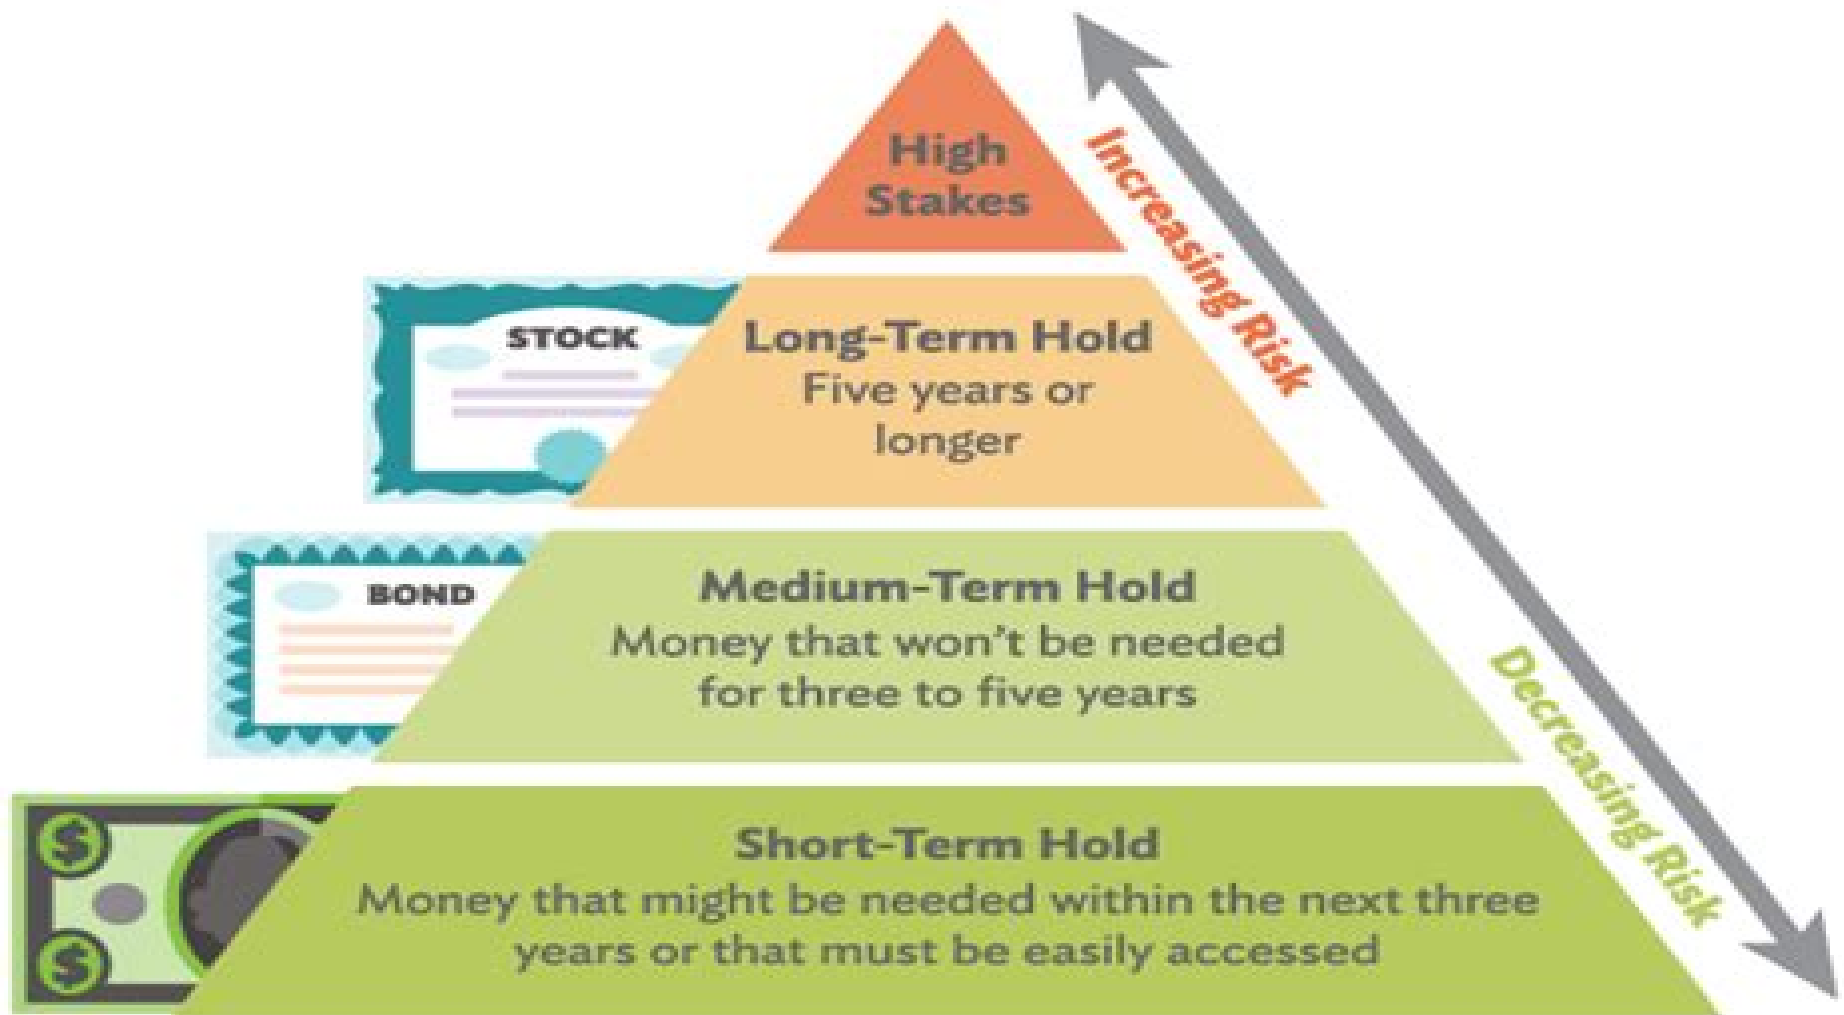 High
Stakes
Increasing Risk
STOCK
Long-Term Hold
Five years or
longer
BOND
Medium-Term Hold
Money that won't be needed
for three to five years
Decreasing Risk
$
$
Short-Term Hold
Money that might be needed within the next three
years or that must be easily accessed